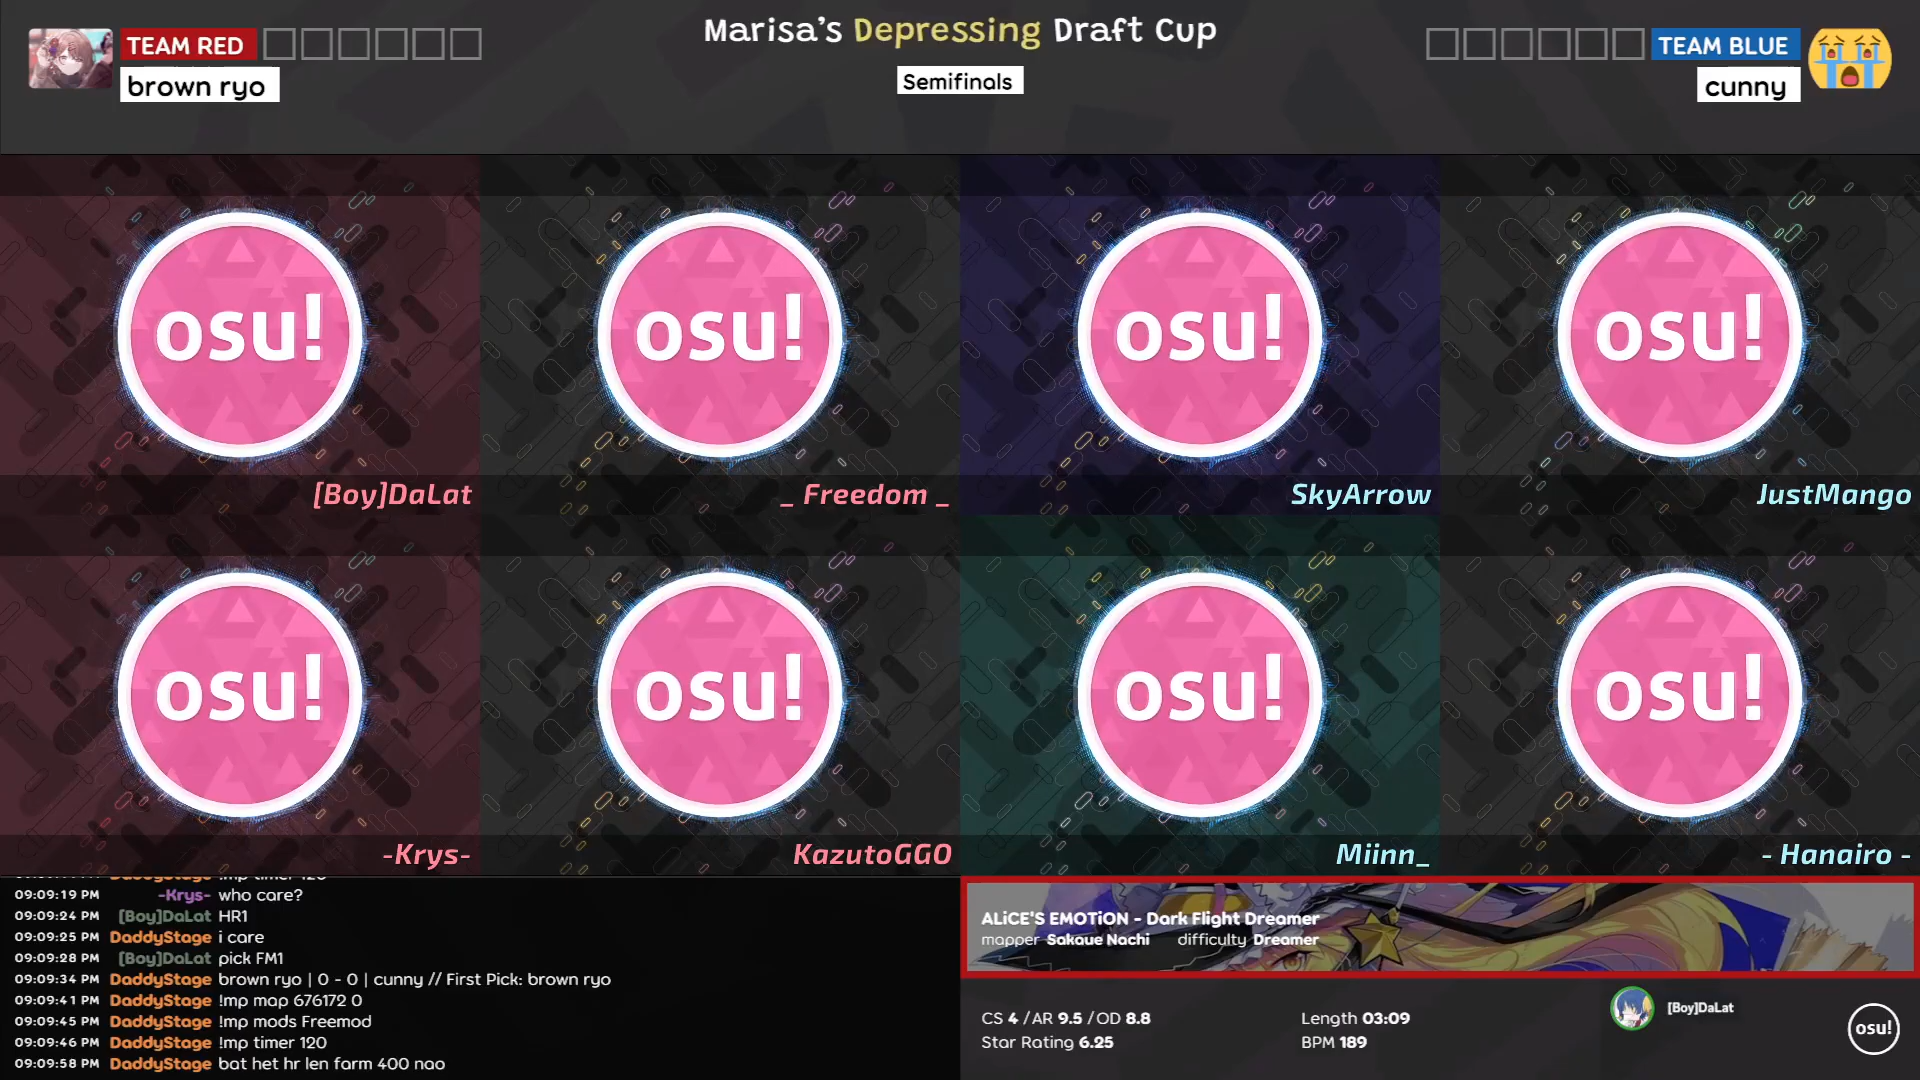 TEAM RED
brown ryo
Marisa's Depressing Draft Cup
Semifinals
TEAM BLUE
cunny
osu!
osu!
osu!
osu!
[Boy]DaLat
_ Freedom _
SkyArrow
JustMango
osu!
osu!
osu!
osu!
-Krys-
KazutoGGO
Miinn_
- Hanairo -
DaddyStage !mp timer 120
09:09:19 PM -Krys- who care?
09:09:24 PM [Boy]DaLat HR1
09:09:25 PM DaddyStage i care
09:09:28 PM [Boy]DaLat pick FM1
09:09:34 PM DaddyStage brown ryo | 0 - 0 | cunny // First Pick: brown ryo
09:09:41 PM DaddyStage !mp map 676172 0
09:09:45 PM DaddyStage !mp mods Freemod
09:09:46 PM DaddyStage !mp timer 120
09:09:58 PM DaddyStage bat het hr len farm 400 nao
ALiCE'S EMOTiON - Dark Flight Dreamer
mapper Sakaue Nachi difficulty Dreamer
CS 4 / AR 9.5 / OD 8.8
Star Rating 6.25
Length 03:09
BPM 189
[Boy]DaLat
osu!